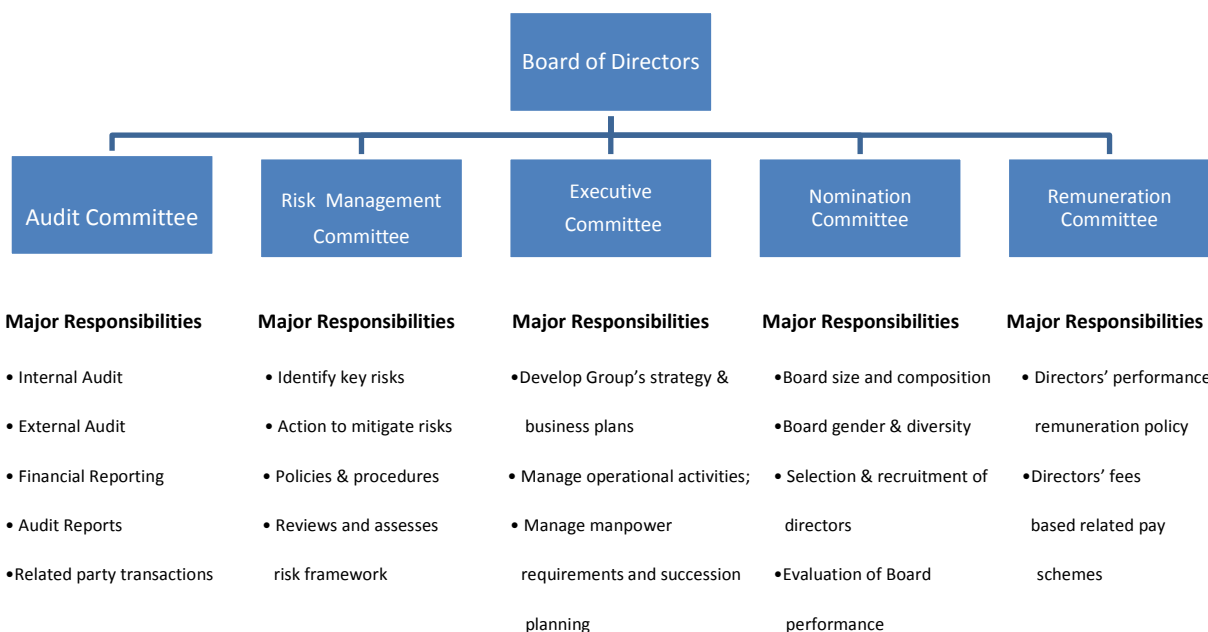 Board of Directors
Audit Committee
Risk Management
Committee
Executive
Committee
Nomination
Committee
Remuneration
Committee
Major Responsibilities
• Internal Audit
• External Audit
• Financial Reporting
• Audit Reports
•Related party transactions
Major Responsibilities
• Identify key risks
• Action to mitigate risks
• Policies & procedures
• Reviews and assesses
risk framework
Major Responsibilities
•Develop Group’s strategy &
business plans
• Manage operational activities;
• Manage manpower
requirements and succession
planning
Major Responsibilities
•Board size and composition
•Board gender & diversity
• Selection & recruitment of
directors
•Evaluation of Board
performance
Major Responsibilities
• Directors’ performance
remuneration policy
•Directors’ fees
based related pay
schemes